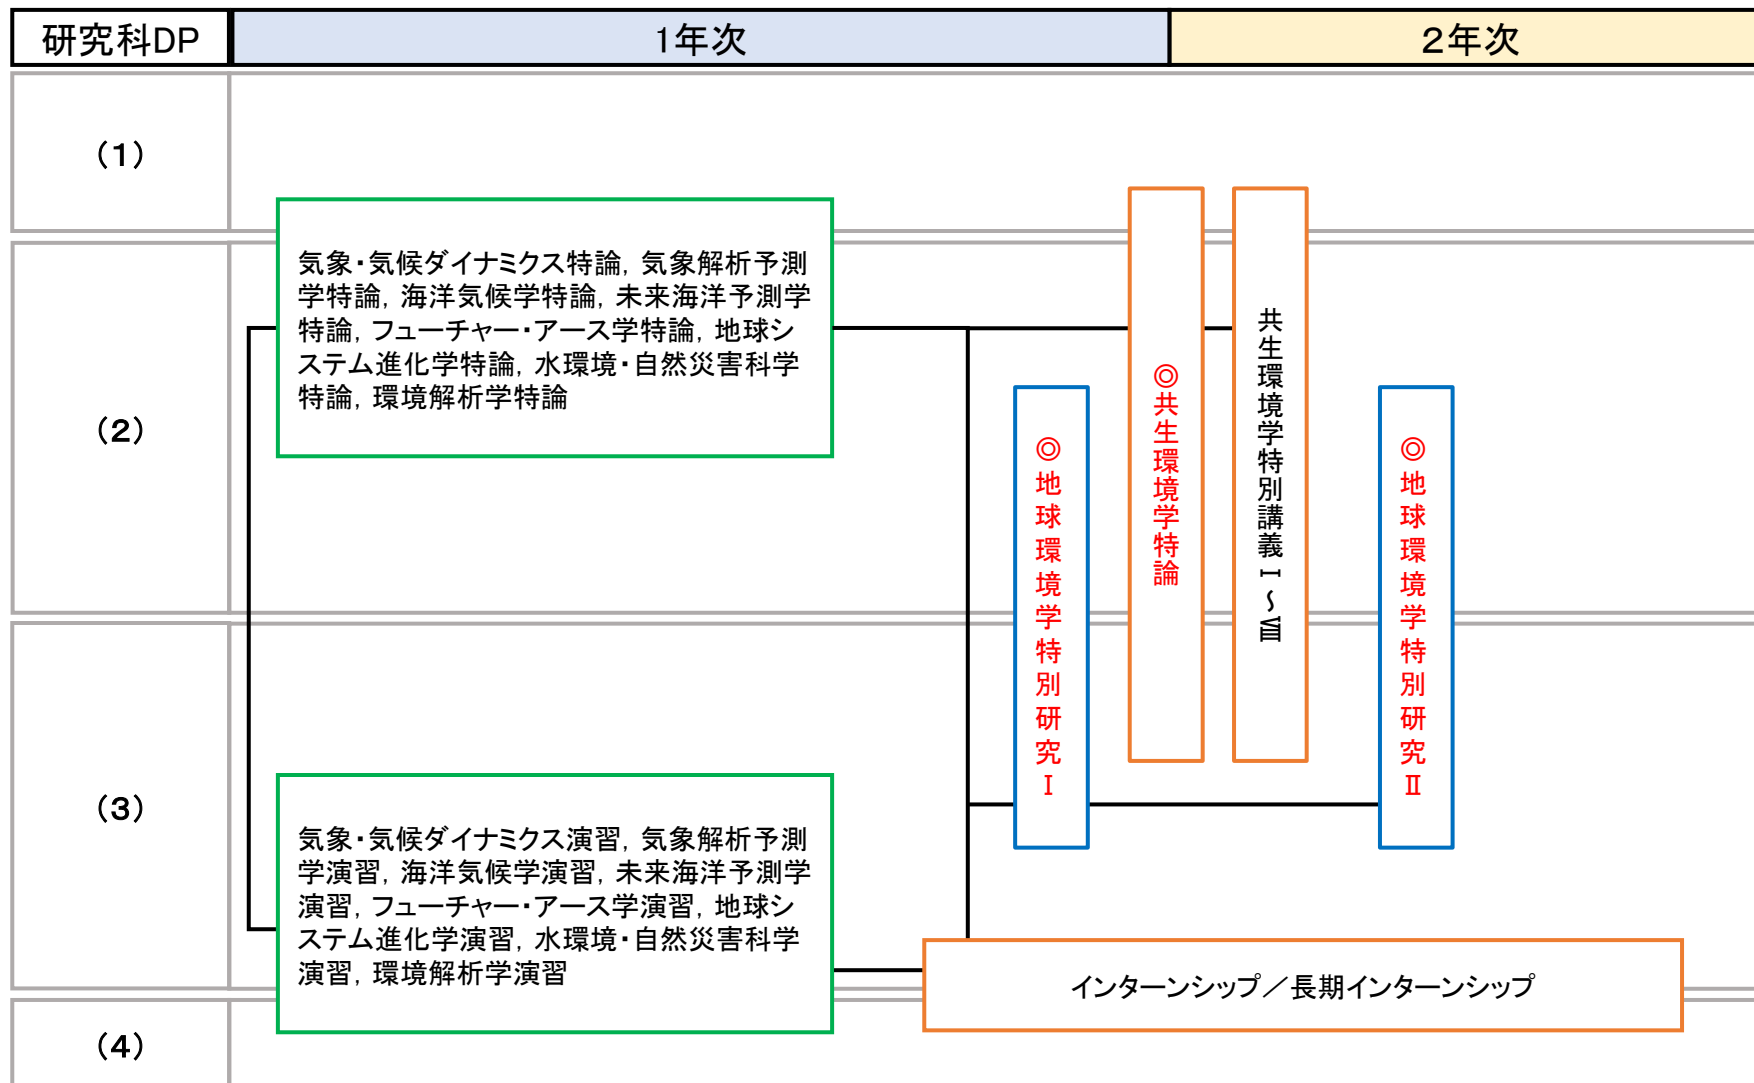 研究科DP
1年次
2年次
(1)
気象・気候ダイナミクス特論, 気象解析予測
学特論, 海洋気候学特論, 未来海洋予測学
特論, フューチャー・アース学特論, 地球シ
ステム進化学特論, 水環境・自然災害科学
特論, 環境解析学特論
(2)
◎地球環境学特別研究Ⅰ
◎共生環境学特論
共生環境学特別講義Ⅰ～Ⅷ
◎地球環境学特別研究Ⅱ
(3)
気象・気候ダイナミクス演習, 気象解析予測
学演習, 海洋気候学演習, 未来海洋予測学
演習, フューチャー・アース学演習, 地球シ
ステム進化学演習, 水環境・自然災害科学
演習, 環境解析学演習
インターンシップ／長期インターンシップ
(4)